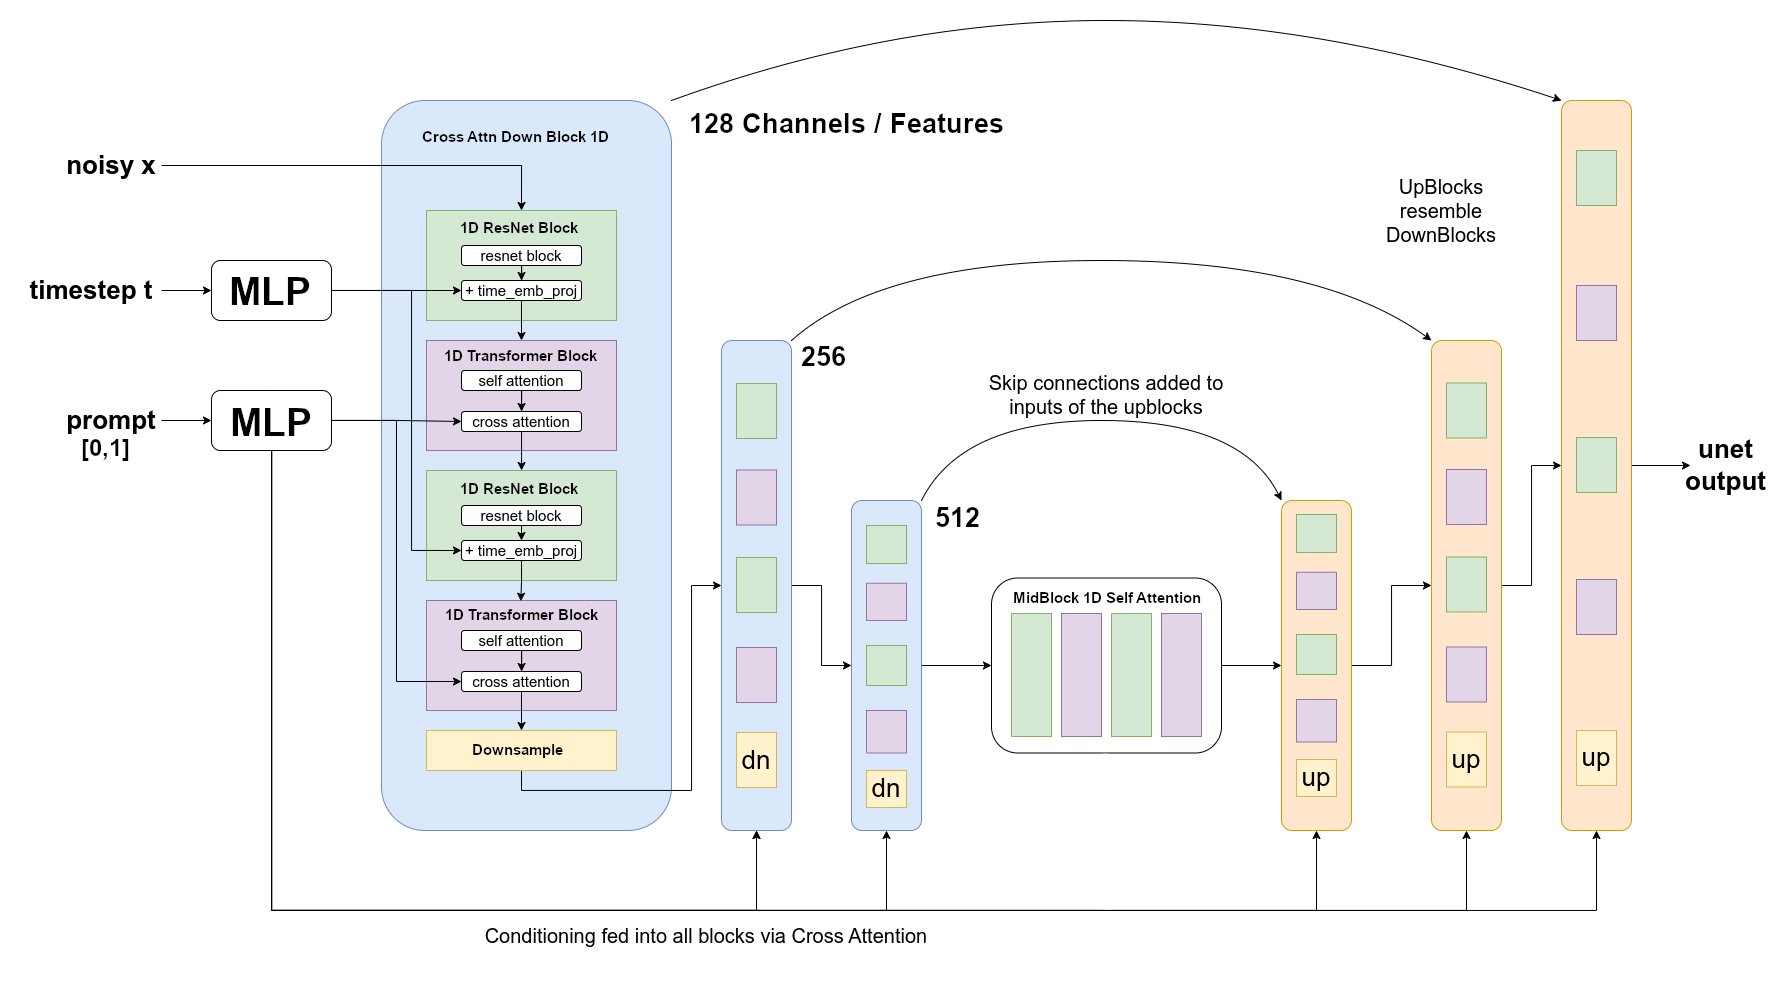 noisy x
timestep t
MLP
prompt
[0,1]
MLP
Cross Attn Down Block 1D
1D ResNet Block
resnet block
+ time_emb_proj
1D Transformer Block
self attention
cross attention
1D ResNet Block
resnet block
+ time_emb_proj
1D Transformer Block
self attention
cross attention
Downsample
128 Channels / Features
256
dn
512
dn
Skip connections added to
inputs of the upblocks
MidBlock 1D Self Attention
up
up
UpBlocks
resemble
DownBlocks
up
unet
output
Conditioning fed into all blocks via Cross Attention